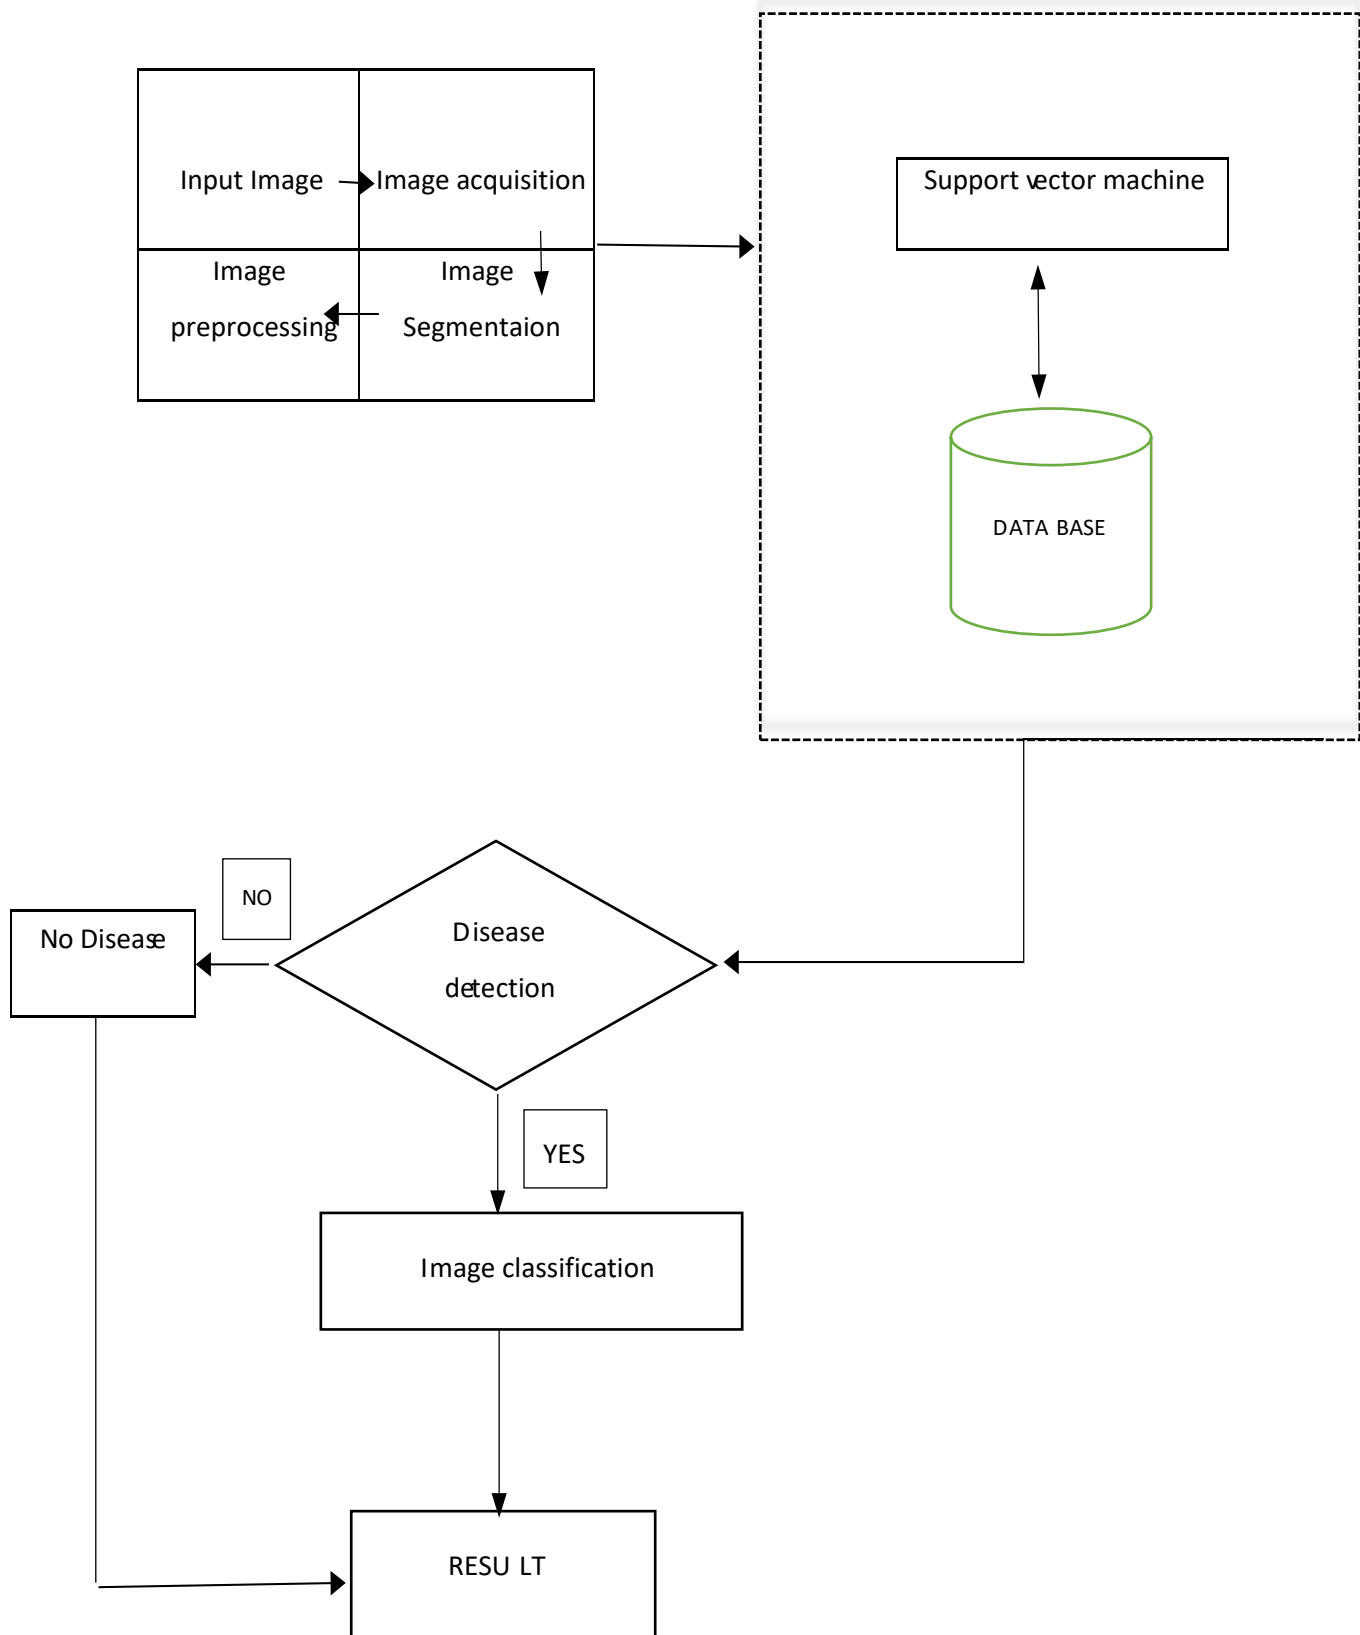 Input Image
Image acquisition
Support vector machine
Image
preprocessing
Image
Segmentaion
DATA BASE
NO
No Disease
Disease
detection
YES
Image classification
RESU LT